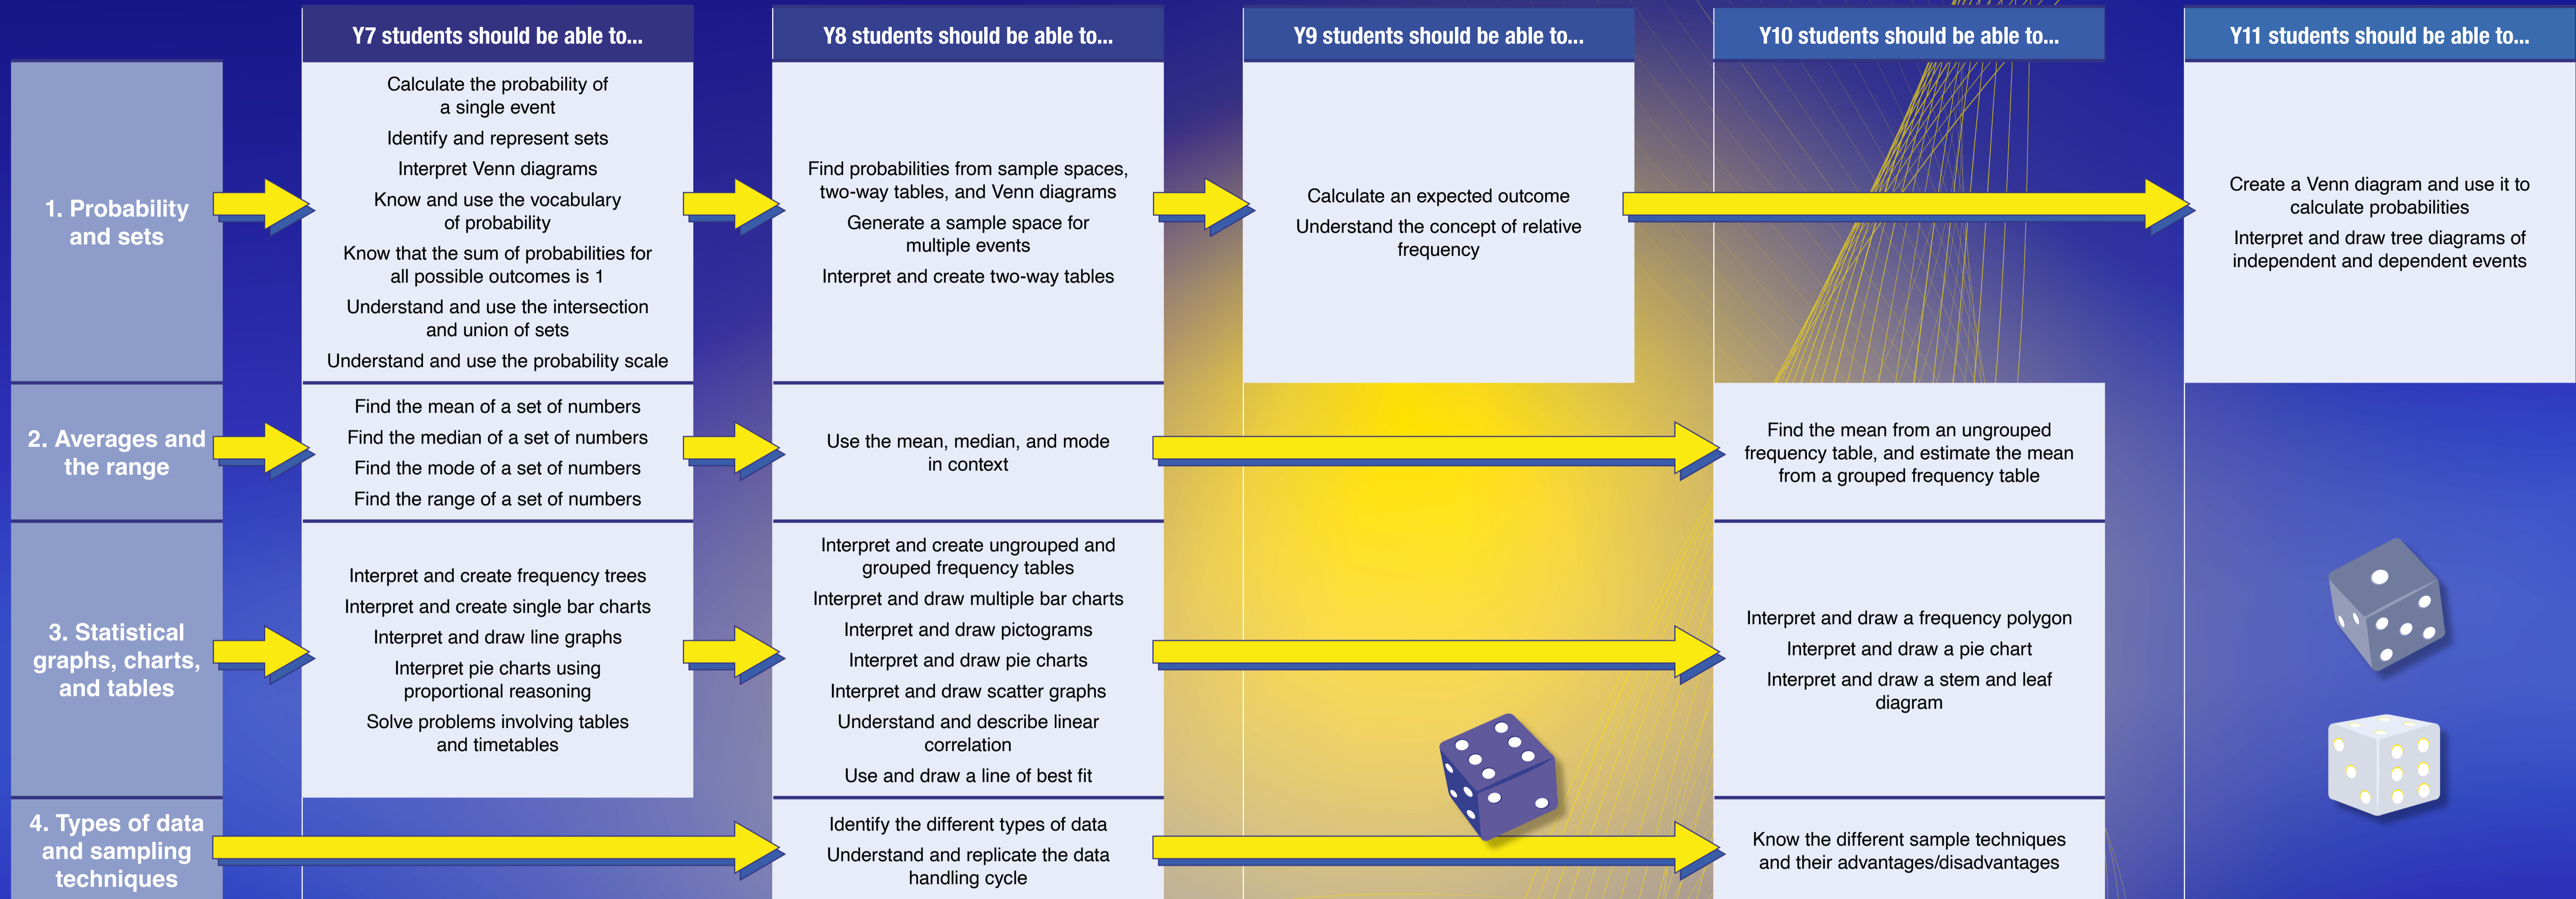 Y7 students should be able to...
Y8 students should be able to...
Y9 students should be able to...
Y10 students should be able to...
Y11 students should be able to...
1. Probability
and sets
Calculate the probability of
a single event
Identify and represent sets
Interpret Venn diagrams
Know and use the vocabulary
of probability
Know that the sum of probabilities for
all possible outcomes is 1
Understand and use the intersection
and union of sets
Understand and use the probability scale
Find probabilities from sample spaces,
two-way tables, and Venn diagrams
Generate a sample space for
multiple events
Interpret and create two-way tables
Calculate an expected outcome
Understand the concept of relative
frequency
Create a Venn diagram and use it to
calculate probabilities
Interpret and draw tree diagrams of
independent and dependent events
2. Averages and
the range
Find the mean of a set of numbers
Find the median of a set of numbers
Find the mode of a set of numbers
Find the range of a set of numbers
Use the mean, median, and mode
in context
Find the mean from an ungrouped
frequency table, and estimate the mean
from a grouped frequency table
3. Statistical
graphs, charts,
and tables
Interpret and create frequency trees
Interpret and create single bar charts
Interpret and draw line graphs
Interpret pie charts using
proportional reasoning
Solve problems involving tables
and timetables
Interpret and create ungrouped and
grouped frequency tables
Interpret and draw multiple bar charts
Interpret and draw pictograms
Interpret and draw pie charts
Interpret and draw scatter graphs
Understand and describe linear
correlation
Use and draw a line of best fit
Interpret and draw a frequency polygon
Interpret and draw a pie chart
Interpret and draw a stem and leaf
diagram
4. Types of data
and sampling
techniques
Identify the different types of data
Understand and replicate the data
handling cycle
Know the different sample techniques
and their advantages/disadvantages